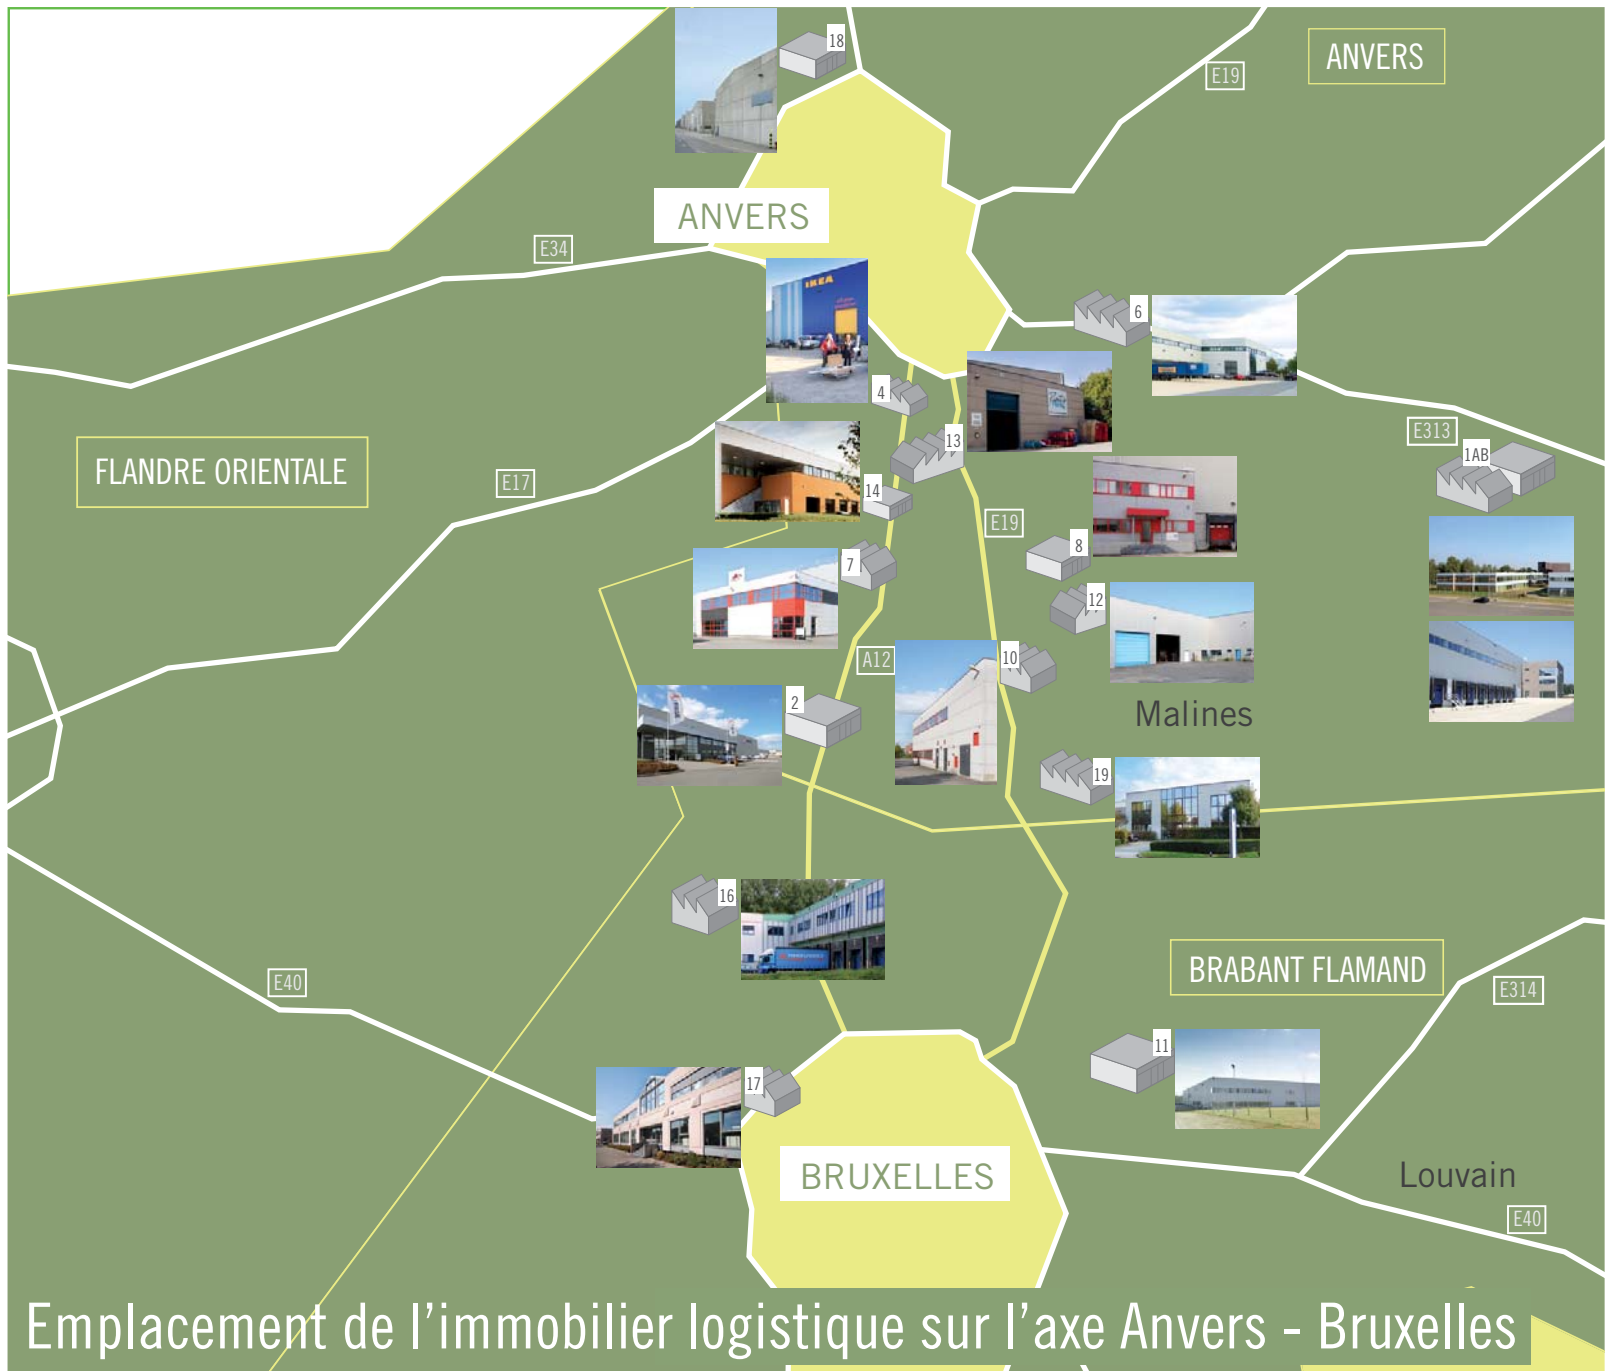 18
ANVERS
E19
ANVERS
E34
IKEA
6
4
E313
13
1AB
FLANDRE ORIENTALE
E17
14
E19
8
7
12
A12
10
2
Malines
19
16
E40
BRABANT FLAMAND
E314
11
17
BRUXELLES
Louvain
E40
Emplacement de l'immobilier logistique sur l'axe Anvers - Bruxelles